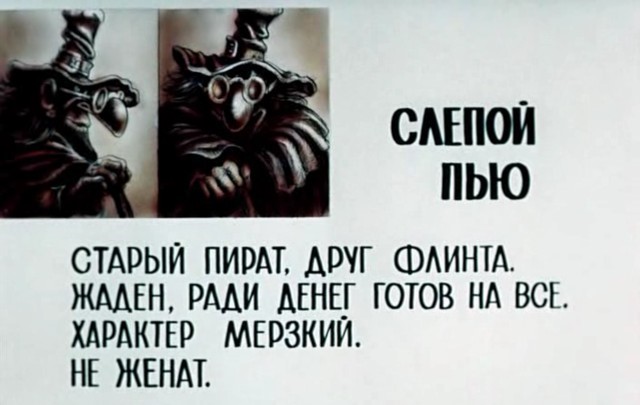 СЛЕПОЙ
ПЬЮ
СТАРЫЙ ПИРАТ, ДРУГ ФЛИНТА.
ЖАДЕН, РАДИ ДЕНЕГ ГОТОВ НА ВСЕ.
ХАРАКТЕР МЕРЗКИЙ.
НЕ ЖЕНАТ.